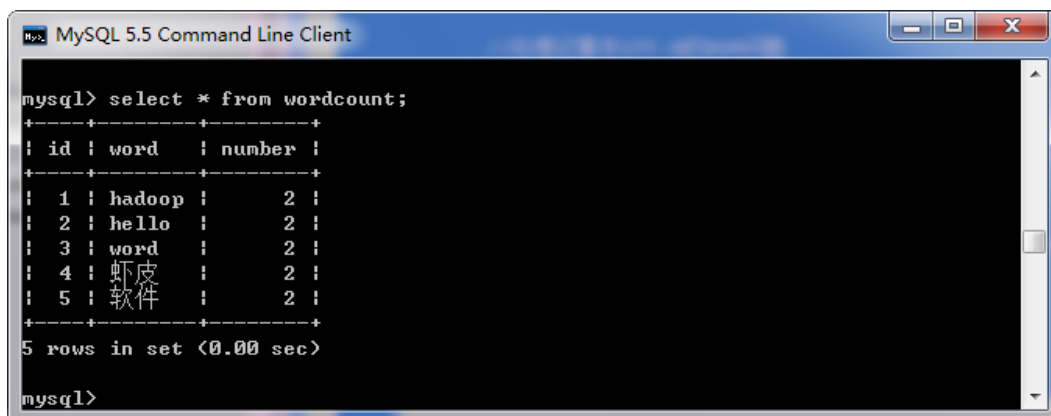 MySQL 5.5 Command Line Client
mysql> select * from wordcount;
+----+--------+--------+
| id | word   | number |
+----+--------+--------+
|  1 | hadoop |      2 |
|  2 | hello  |      2 |
|  3 | word   |      2 |
|  4 | 虾皮   |      2 |
|  5 | 软件   |      2 |
+----+--------+--------+
5 rows in set (0.00 sec)
mysql>